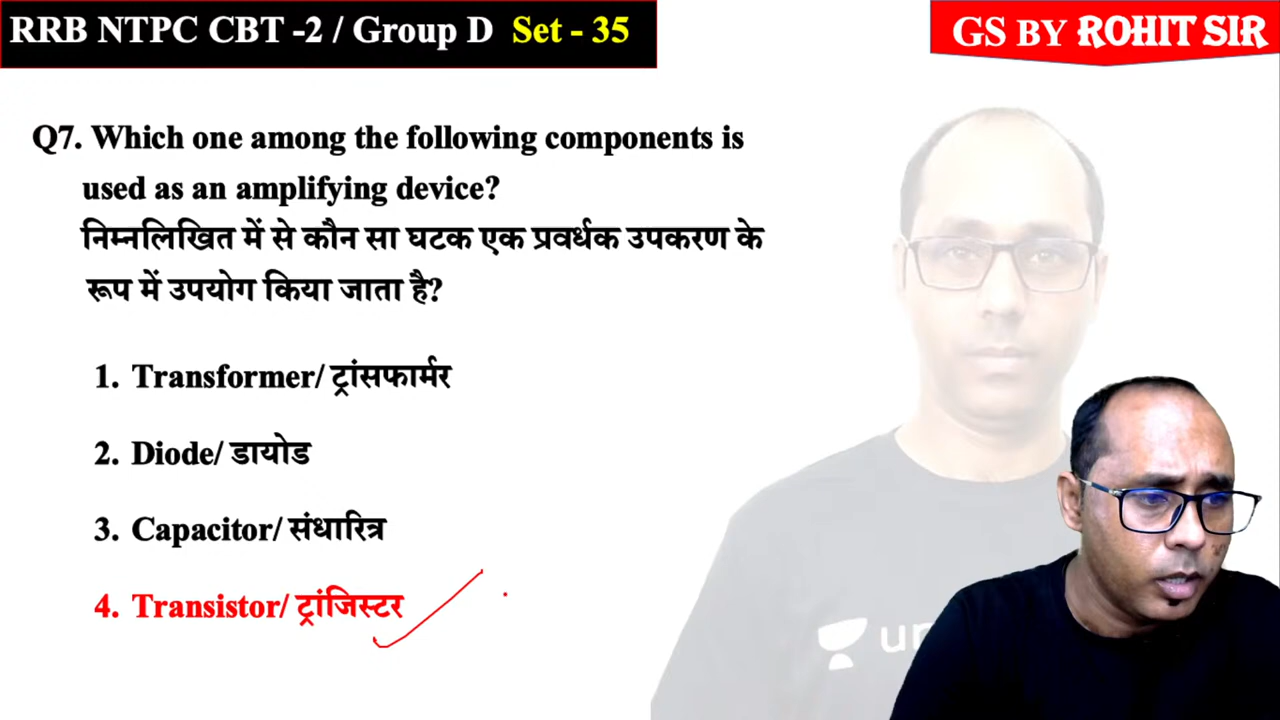 RRB NTPC CBT -2 / Group D Set - 35
GS BY ROHIT SIR
Q7. Which one among the following components is
used as an amplifying device?
निम्नलिखित में से कौन सा घटक एक प्रवर्धक उपकरण के
रूप में उपयोग किया जाता है?
1. Transformer/ ट्रांसफार्मर
2. Diode/ डायोड
3. Capacitor/ संधारित्र
4. Transistor/ ट्रांजिस्टर